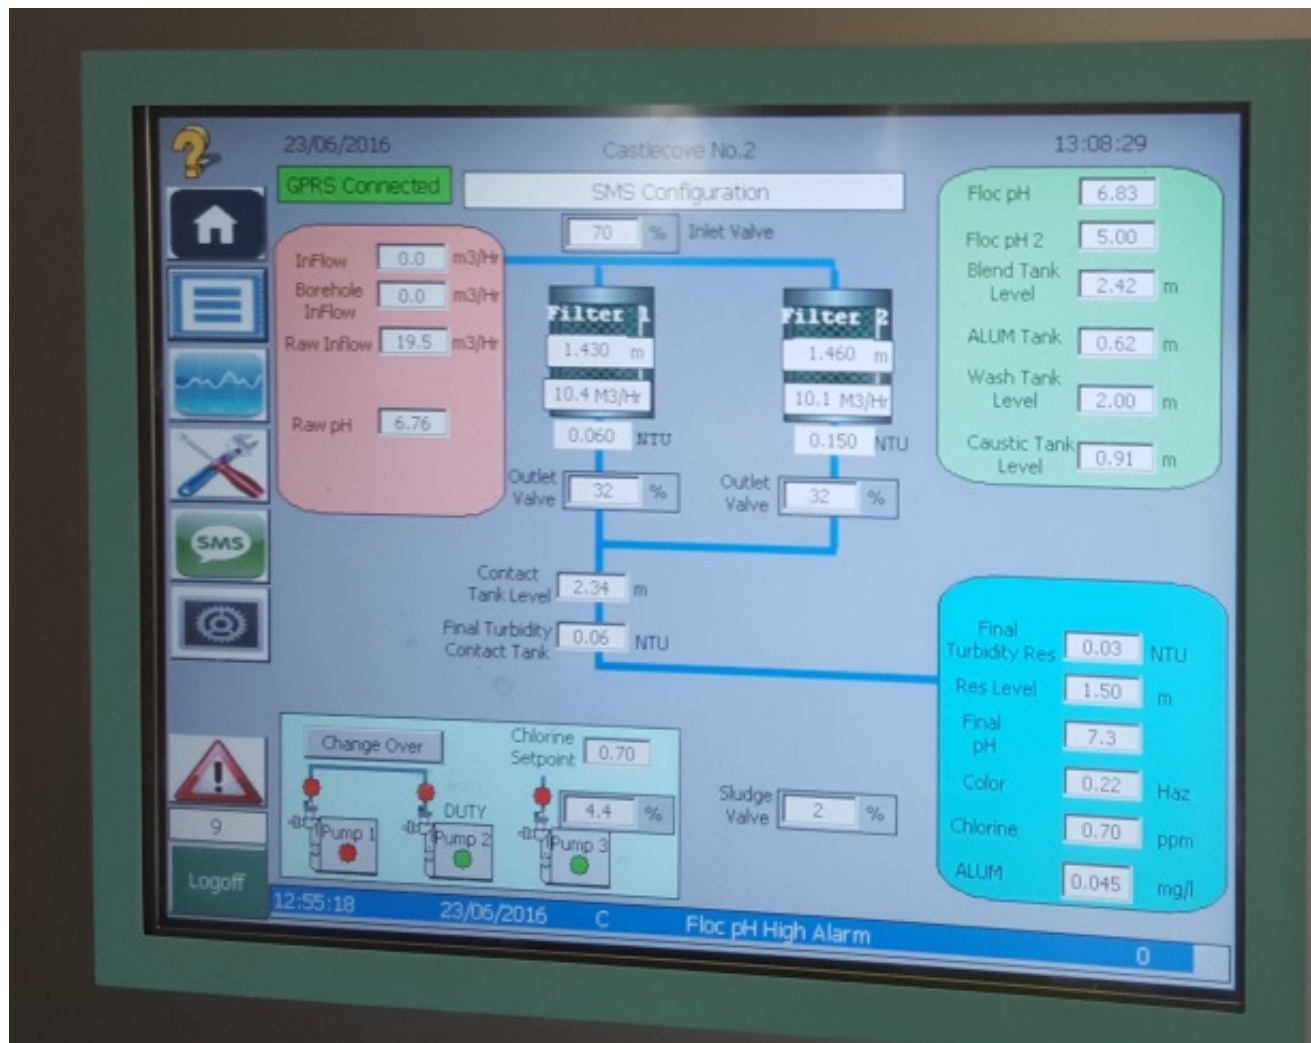 23/06/2016 Castlecove No.2 13:08:29
GPRS Connected SMS Configuration
70 % Inlet Valve
InFlow 0.0 m3/Hr
Borehole InFlow 0.0 m3/Hr
Raw Inflow 19.5 m3/Hr
Raw pH 6.76
Filter 1
1.430 m
10.4 M3/Hr
0.060 NTU
Outlet Valve 32 %
Filter 2
1.460 m
10.1 M3/Hr
0.150 NTU
Outlet Valve 32 %
Floc pH 6.83
Floc pH 2 5.00
Blend Tank Level 2.42 m
ALUM Tank 0.62 m
Wash Tank Level 2.00 m
Caustic Tank Level 0.91 m
SMS
Contact Tank Level 2.34 m
Final Turbidity Contact Tank 0.06 NTU
Final Turbidity Res 0.03 NTU
Res Level 1.50 m
Final pH 7.3
Color 0.22 Haz
Chlorine 0.70 ppm
ALUM 0.045 mg/l
Change Over
Chlorine Setpoint 0.70
4.4 %
DUTY
Pump 1
Pump 2
Pump 3
Sludge Valve 2 %
9
Logoff
12:55:18 23/06/2016 C Floc pH High Alarm 0